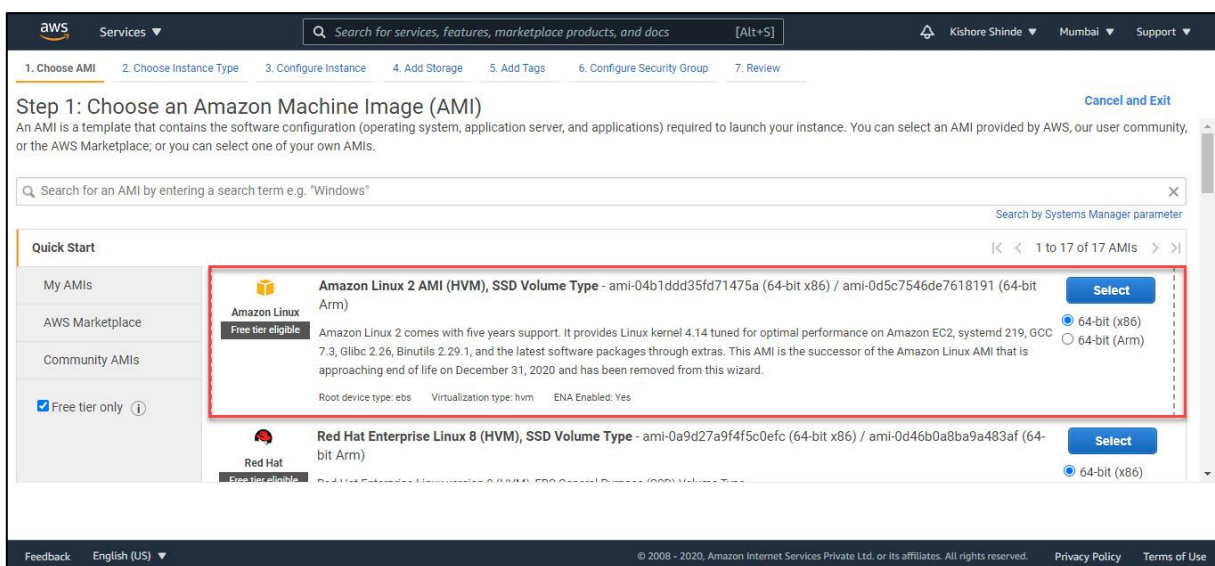 aws Services ▼ Search for services, features, marketplace products, and docs [Alt+S] Kishore Shinde ▼ Mumbai ▼ Support ▼
1. Choose AMI 2. Choose Instance Type 3. Configure Instance 4. Add Storage 5. Add Tags 6. Configure Security Group 7. Review
Step 1: Choose an Amazon Machine Image (AMI)
Cancel and Exit
An AMI is a template that contains the software configuration (operating system, application server, and applications) required to launch your instance. You can select an AMI provided by AWS, our user community,
or the AWS Marketplace; or you can select one of your own AMIs.
Search for an AMI by entering a search term e.g. "Windows"
Search by Systems Manager parameter
Quick Start
1 to 17 of 17 AMIs
My AMIs
AWS Marketplace
Community AMIs
Free tier only
Amazon Linux
Free tier eligible
Amazon Linux 2 AMI (HVM), SSD Volume Type - ami-04b1ddd35fd71475a (64-bit x86) / ami-0d5c7546de7618191 (64-bit
Arm)
Amazon Linux 2 comes with five years support. It provides Linux kernel 4.14 tuned for optimal performance on Amazon EC2, systemd 219, GCC
7.3, Glibc 2.26, Binutils 2.29.1, and the latest software packages through extras. This AMI is the successor of the Amazon Linux AMI that is
approaching end of life on December 31, 2020 and has been removed from this wizard.
Root device type: ebs Virtualization type: hvm ENA Enabled: Yes
Select
64-bit (x86)
64-bit (Arm)
Red Hat
Free tier eligible
Red Hat Enterprise Linux 8 (HVM), SSD Volume Type - ami-0a9d27a9f4f5c0efc (64-bit x86) / ami-0d46b0a8ba9a483af (64-
bit Arm)
Red Hat Enterprise Linux version 8 (HVM), EBS General Purpose (SSD) Volume Type
Select
64-bit (x86)
Feedback English (US) ▼ © 2008 - 2020, Amazon Internet Services Private Ltd. or its affiliates. All rights reserved. Privacy Policy Terms of Use